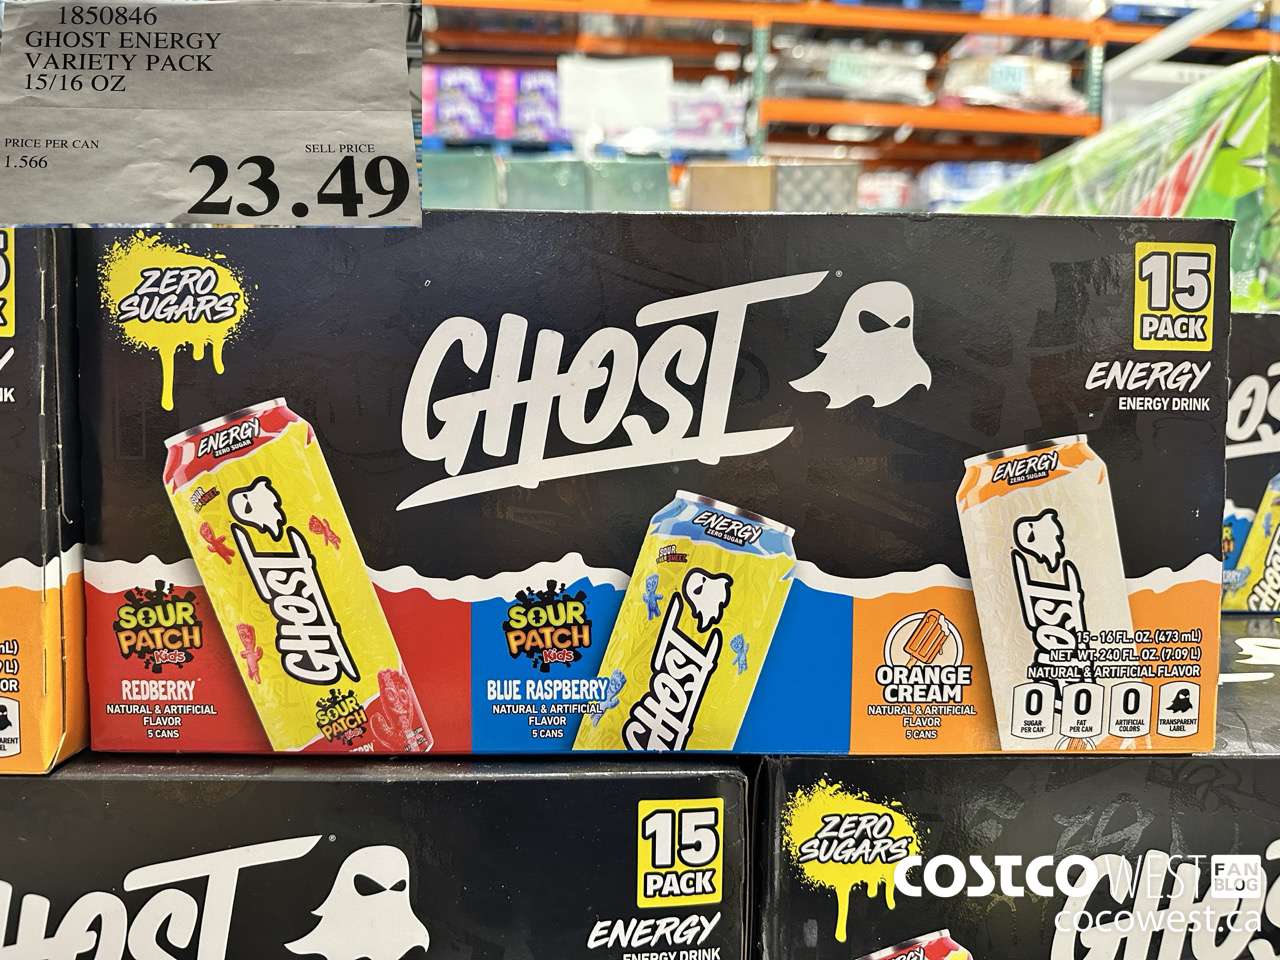 1850846
GHOST ENERGY
VARIETY PACK
15/16 OZ
PRICE PER CAN
1.566
SELL PRICE
23.49
ZERO
SUGARS
GHOST
15
PACK
ENERGY
ENERGY DRINK
ENERGY
ZERO SUGAR
GHOST
SOUR
PATCH
Kids
ENERGY
ZERO SUGAR
GHOST
ENERGY
ZERO SUGAR
GHOST
SOUR
PATCH
Kids
REDBERRY
NATURAL & ARTIFICIAL
FLAVOR
5 CANS
SOUR
PATCH
Kids
BLUE RASPBERRY
NATURAL & ARTIFICIAL
FLAVOR
5 CANS
ORANGE
CREAM
NATURAL & ARTIFICIAL
FLAVOR
5 CANS
15 - 16 FL. OZ. (473 mL)
NET WT. 240 FL. OZ. (7.09 L)
NATURAL & ARTIFICIAL FLAVOR
0
SUGAR
PER CAN
0
FAT
PER CAN
0
ARTIFICIAL
COLORS
TRANSPARENT
LABEL
GHOST
15
PACK
ENERGY
ENERGY DRINK
ZERO
SUGARS
COSTCO WEST FAN BLOG
cocowest.ca